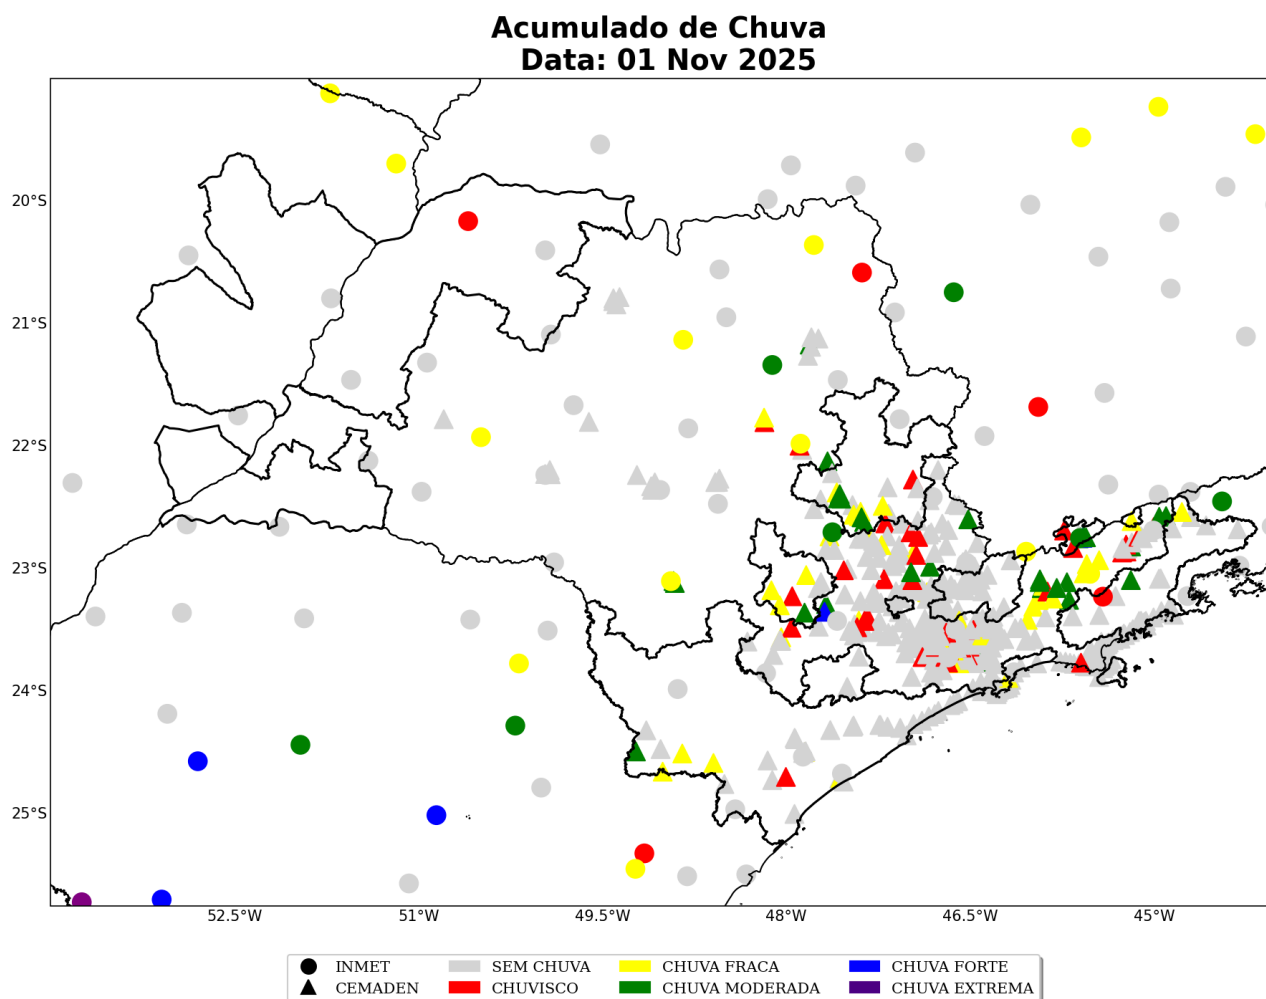 Acumulado de Chuva
Data: 01 Nov 2025
20°S
21°S
22°S
23°S
24°S
25°S
52.5°W 51°W 49.5°W 48°W 46.5°W 45°W
INMET SEM CHUVA CHUVA FRACA CHUVA FORTE
CEMADEN CHUVISCO CHUVA MODERADA CHUVA EXTREMA